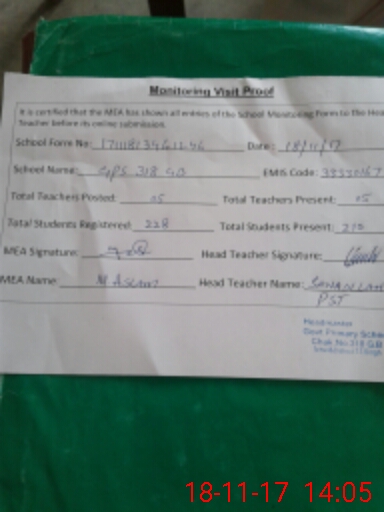 Monitoring Visit Proof
It is certified that the MEA has shown all entries of the School Monitoring Form to the Head
Teacher before its online submission.
School Form No: Date: 18/11/17
School Name: GPS 318 GB EMIS Code:
Total Teachers Posted: 05 Total Teachers Present: 05
Total Students Registered: 228 Total Students Present:
MEA Signature: Head Teacher Signature:
MEA Name: M. Aslam Head Teacher Name:
PST
Headmaster
Govt Primary School
Chak No 318 GB
18-11-17 14:05